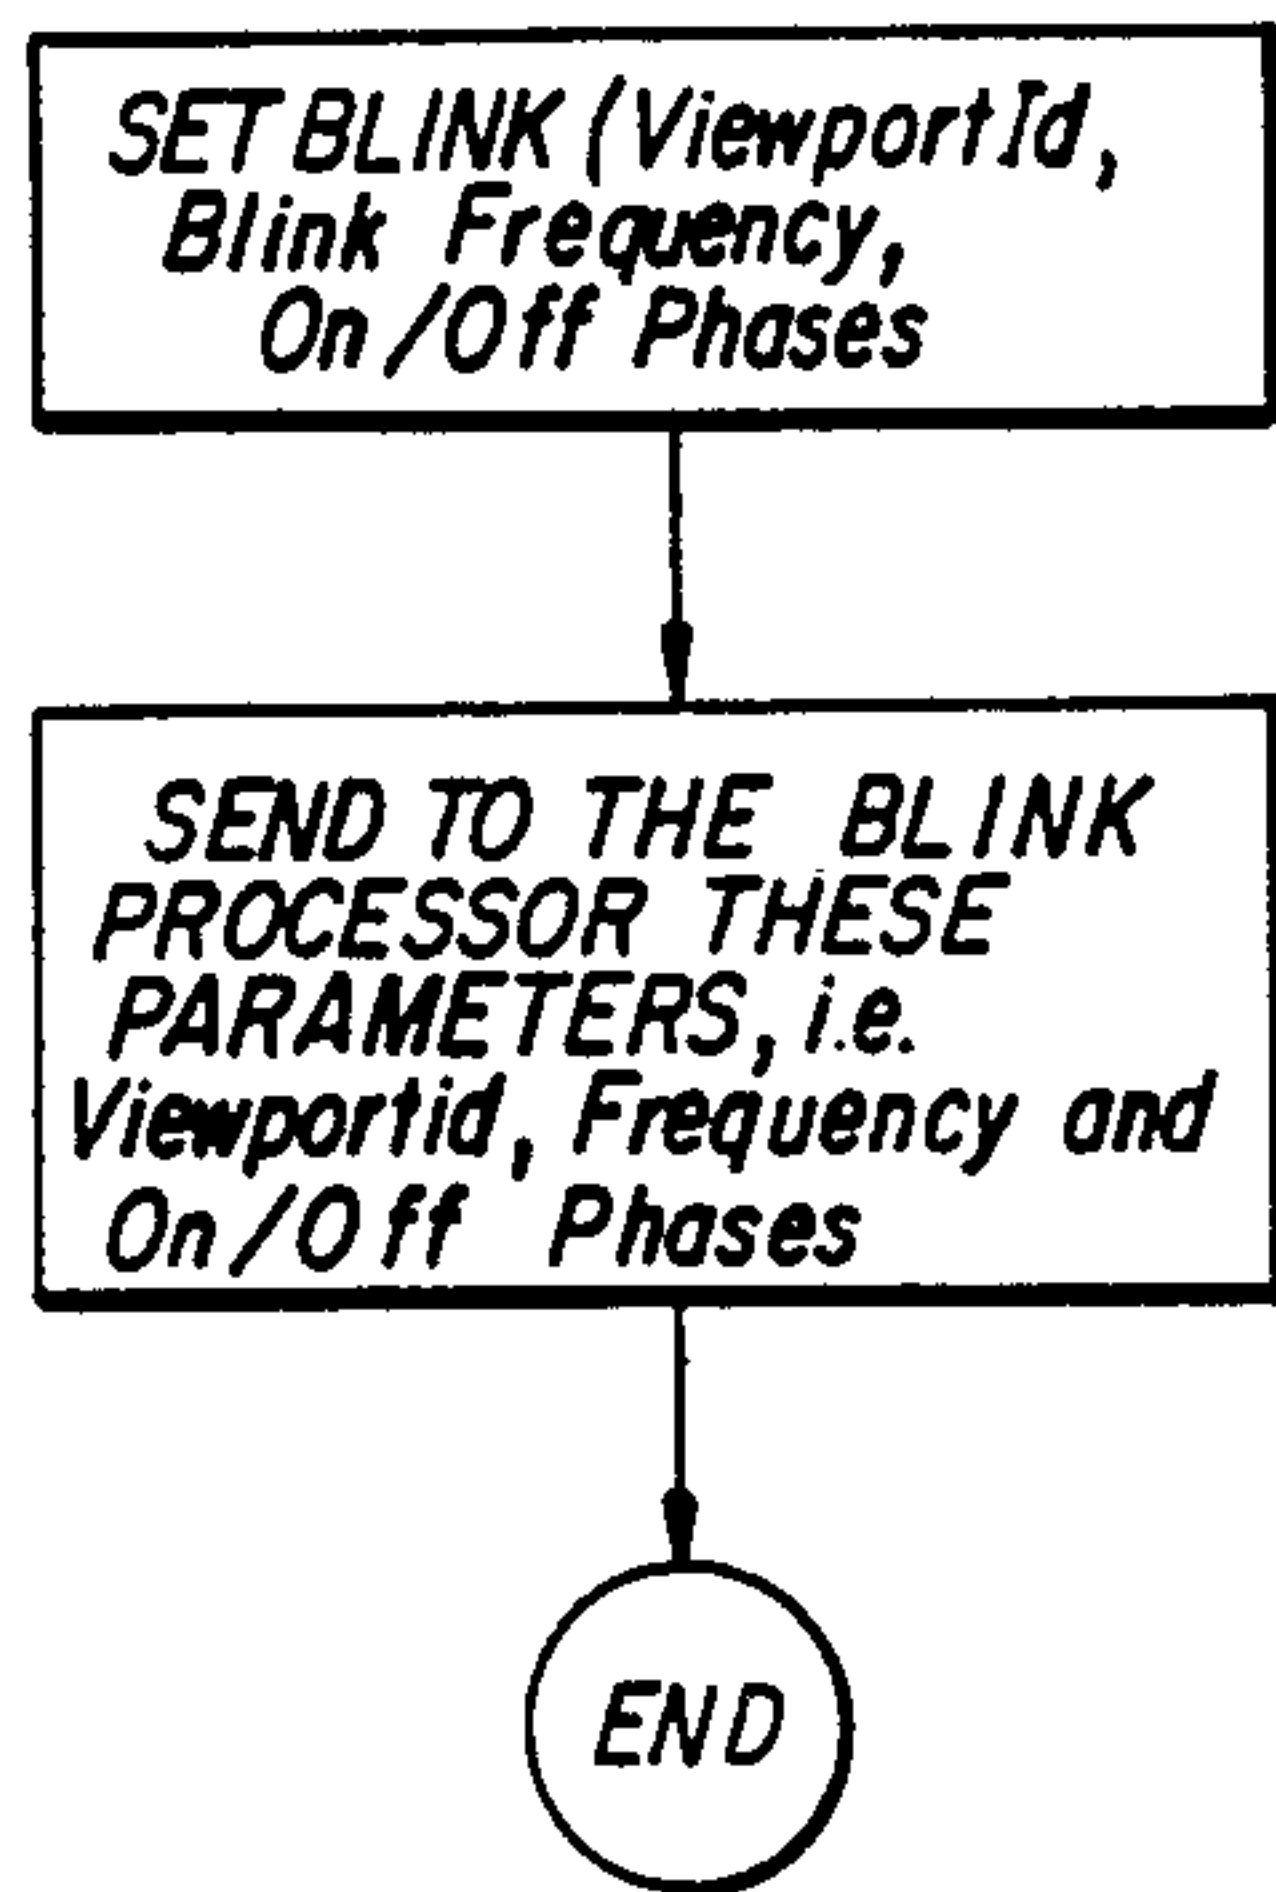 SET BLINK (ViewportId,
Blink Frequency,
On/Off Phases
SEND TO THE BLINK
PROCESSOR THESE
PARAMETERS, i.e.
Viewportid, Frequency and
On/Off Phases
END